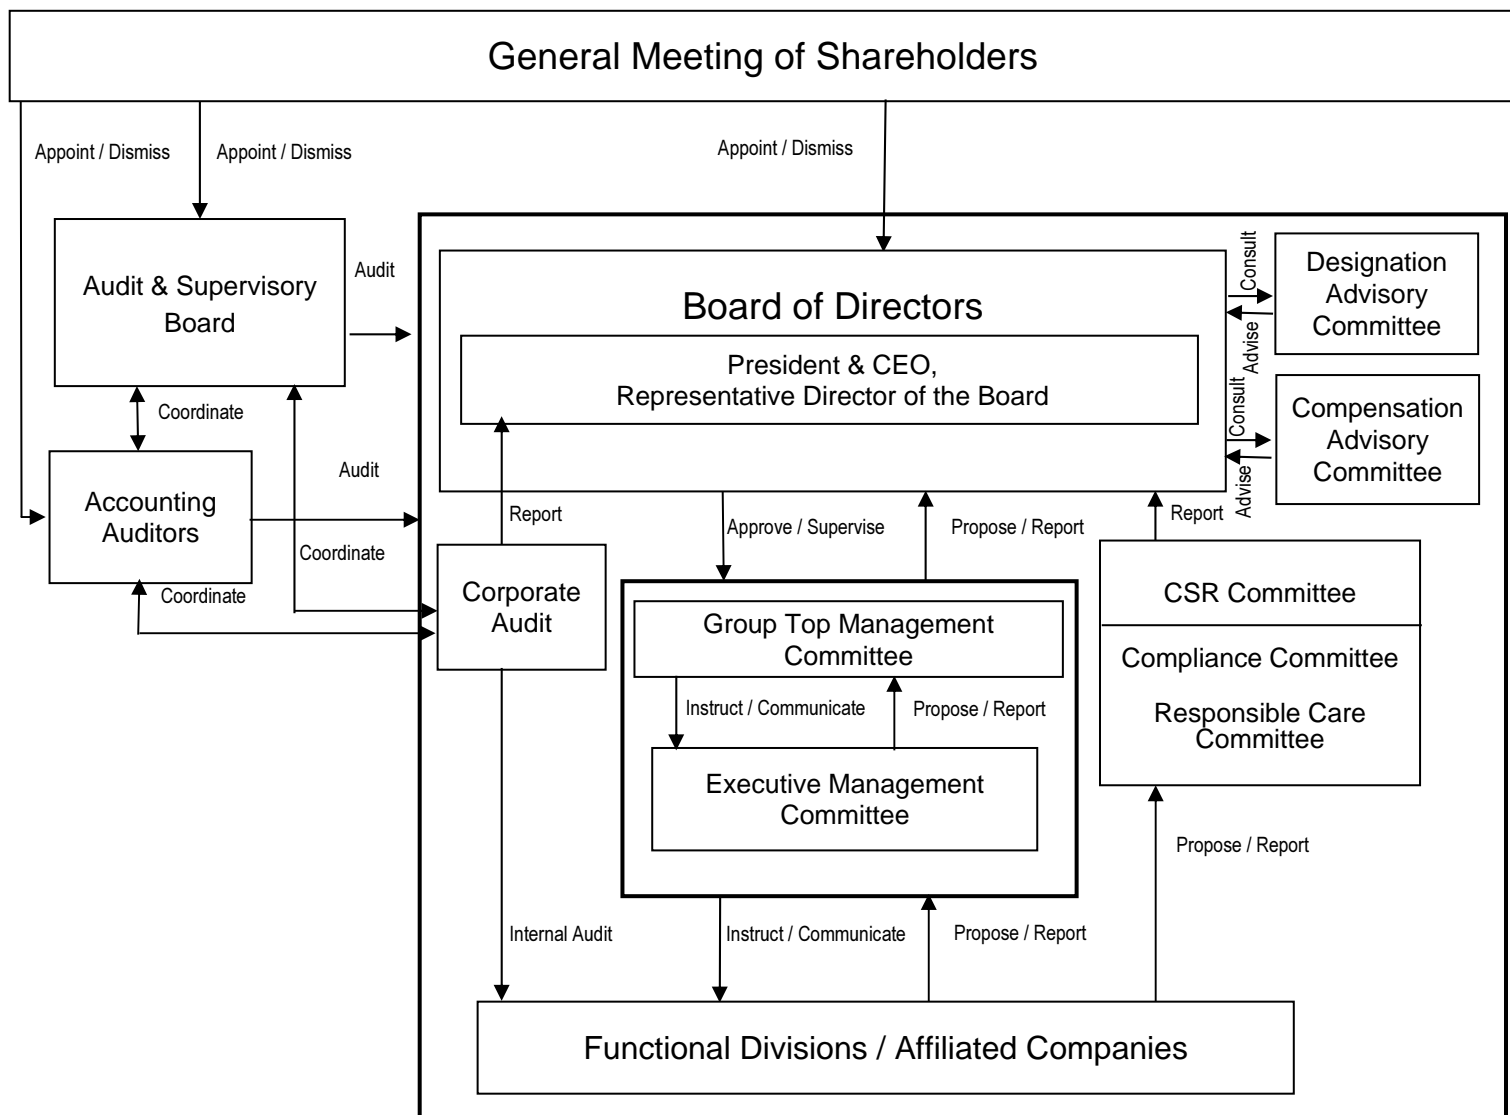 General Meeting of Shareholders
Appoint / Dismiss
Appoint / Dismiss
Appoint / Dismiss
Audit & Supervisory
Board
Audit
Board of Directors
President & CEO,
Representative Director of the Board
Consult
Advise
Designation
Advisory
Committee
Consult
Advise
Compensation
Advisory
Committee
Coordinate
Accounting
Auditors
Audit
Coordinate
Coordinate
Report
Corporate
Audit
Approve / Supervise
Propose / Report
Report
Group Top Management
Committee
Instruct / Communicate
Propose / Report
Executive Management
Committee
CSR Committee
Compliance Committee
Responsible Care
Committee
Propose / Report
Internal Audit
Instruct / Communicate
Propose / Report
Functional Divisions / Affiliated Companies